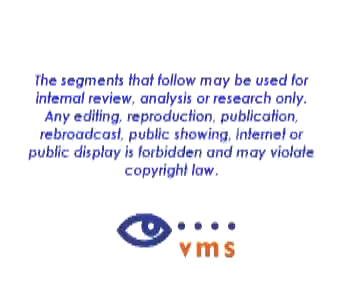 The segments that follow may be used for
internal review, analysis or research only.
Any editing, reproduction, publication,
rebroadcast, public showing, internet or
public display is forbidden and may violate
copyright law.
vms